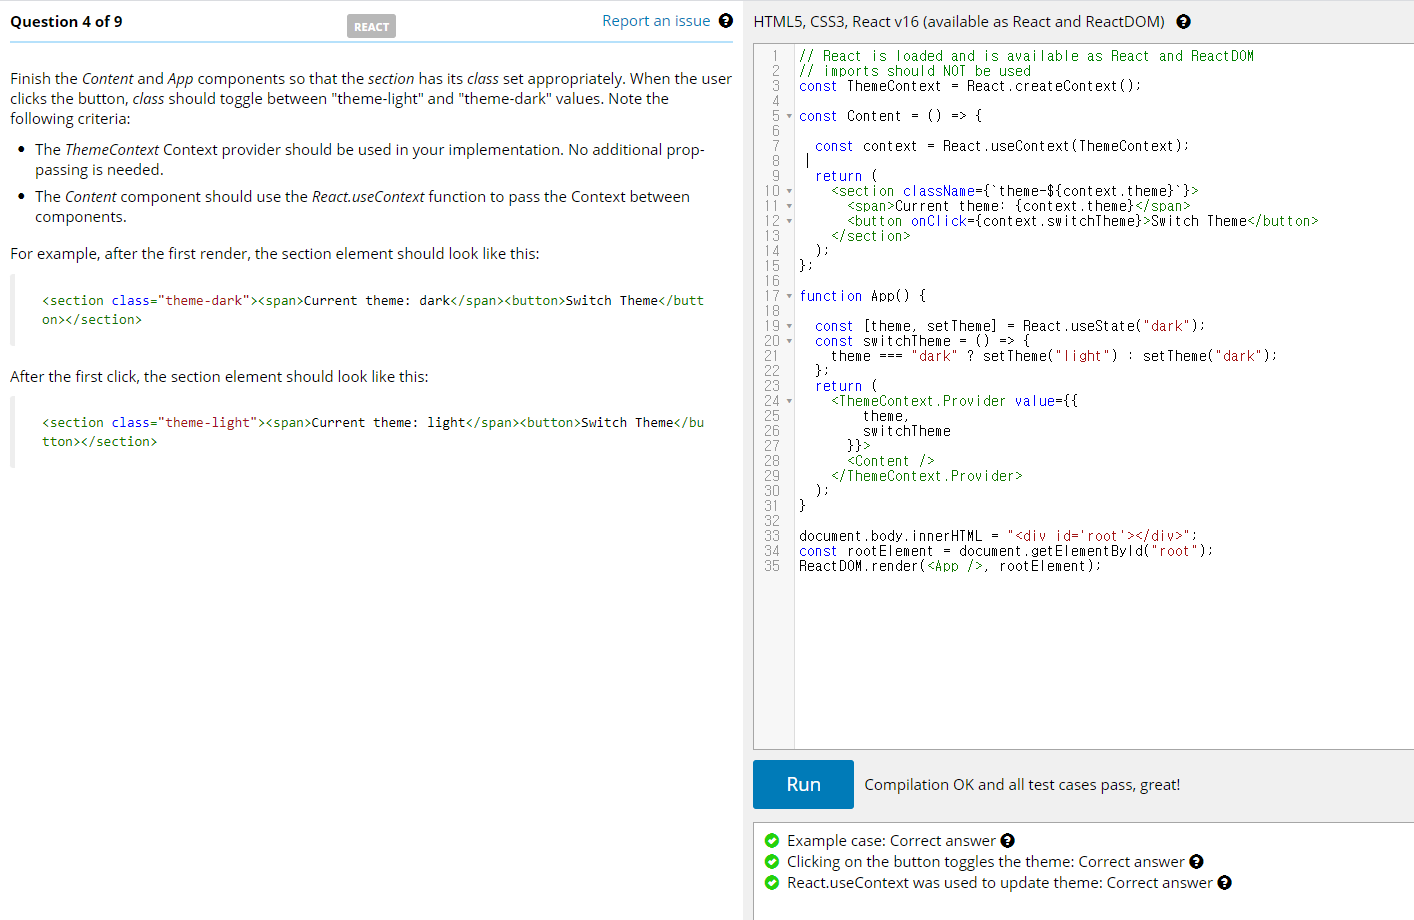 Question 4 of 9
REACT
Report an issue ?
Finish the Content and App components so that the section has its class set appropriately. When the user
clicks the button, class should toggle between "theme-light" and "theme-dark" values. Note the
following criteria:
• The ThemeContext Context provider should be used in your implementation. No additional prop-
passing is needed.
• The Content component should use the React.useContext function to pass the Context between
components.
For example, after the first render, the section element should look like this:
<section class="theme-dark"><span>Current theme: dark</span><button>Switch Theme</butt
on></section>
After the first click, the section element should look like this:
<section class="theme-light"><span>Current theme: light</span><button>Switch Theme</bu
tton></section>
HTML5, CSS3, React v16 (available as React and ReactDOM) ?
1 // React is loaded and is available as React and ReactDOM
2 // imports should NOT be used
3 const ThemeContext = React.createContext();
4
5 const Content = () => {
6
7   const context = React.useContext(ThemeContext);
8
9   return (
10     <section className={`theme-${context.theme}`}>
11       <span>Current theme: {context.theme}</span>
12       <button onClick={context.switchTheme}>Switch Theme</button>
13     </section>
14   );
15 };
16
17 function App() {
18
19   const [theme, setTheme] = React.useState("dark");
20   const switchTheme = () => {
21     theme === "dark" ? setTheme("light") : setTheme("dark");
22   };
23   return (
24     <ThemeContext.Provider value={{
25         theme,
26         switchTheme
27       }}>
28       <Content />
29     </ThemeContext.Provider>
30   );
31 }
32
33 document.body.innerHTML = "<div id='root'></div>";
34 const rootElement = document.getElementById("root");
35 ReactDOM.render(<App />, rootElement);
Run
Compilation OK and all test cases pass, great!
Example case: Correct answer ?
Clicking on the button toggles the theme: Correct answer ?
React.useContext was used to update theme: Correct answer ?